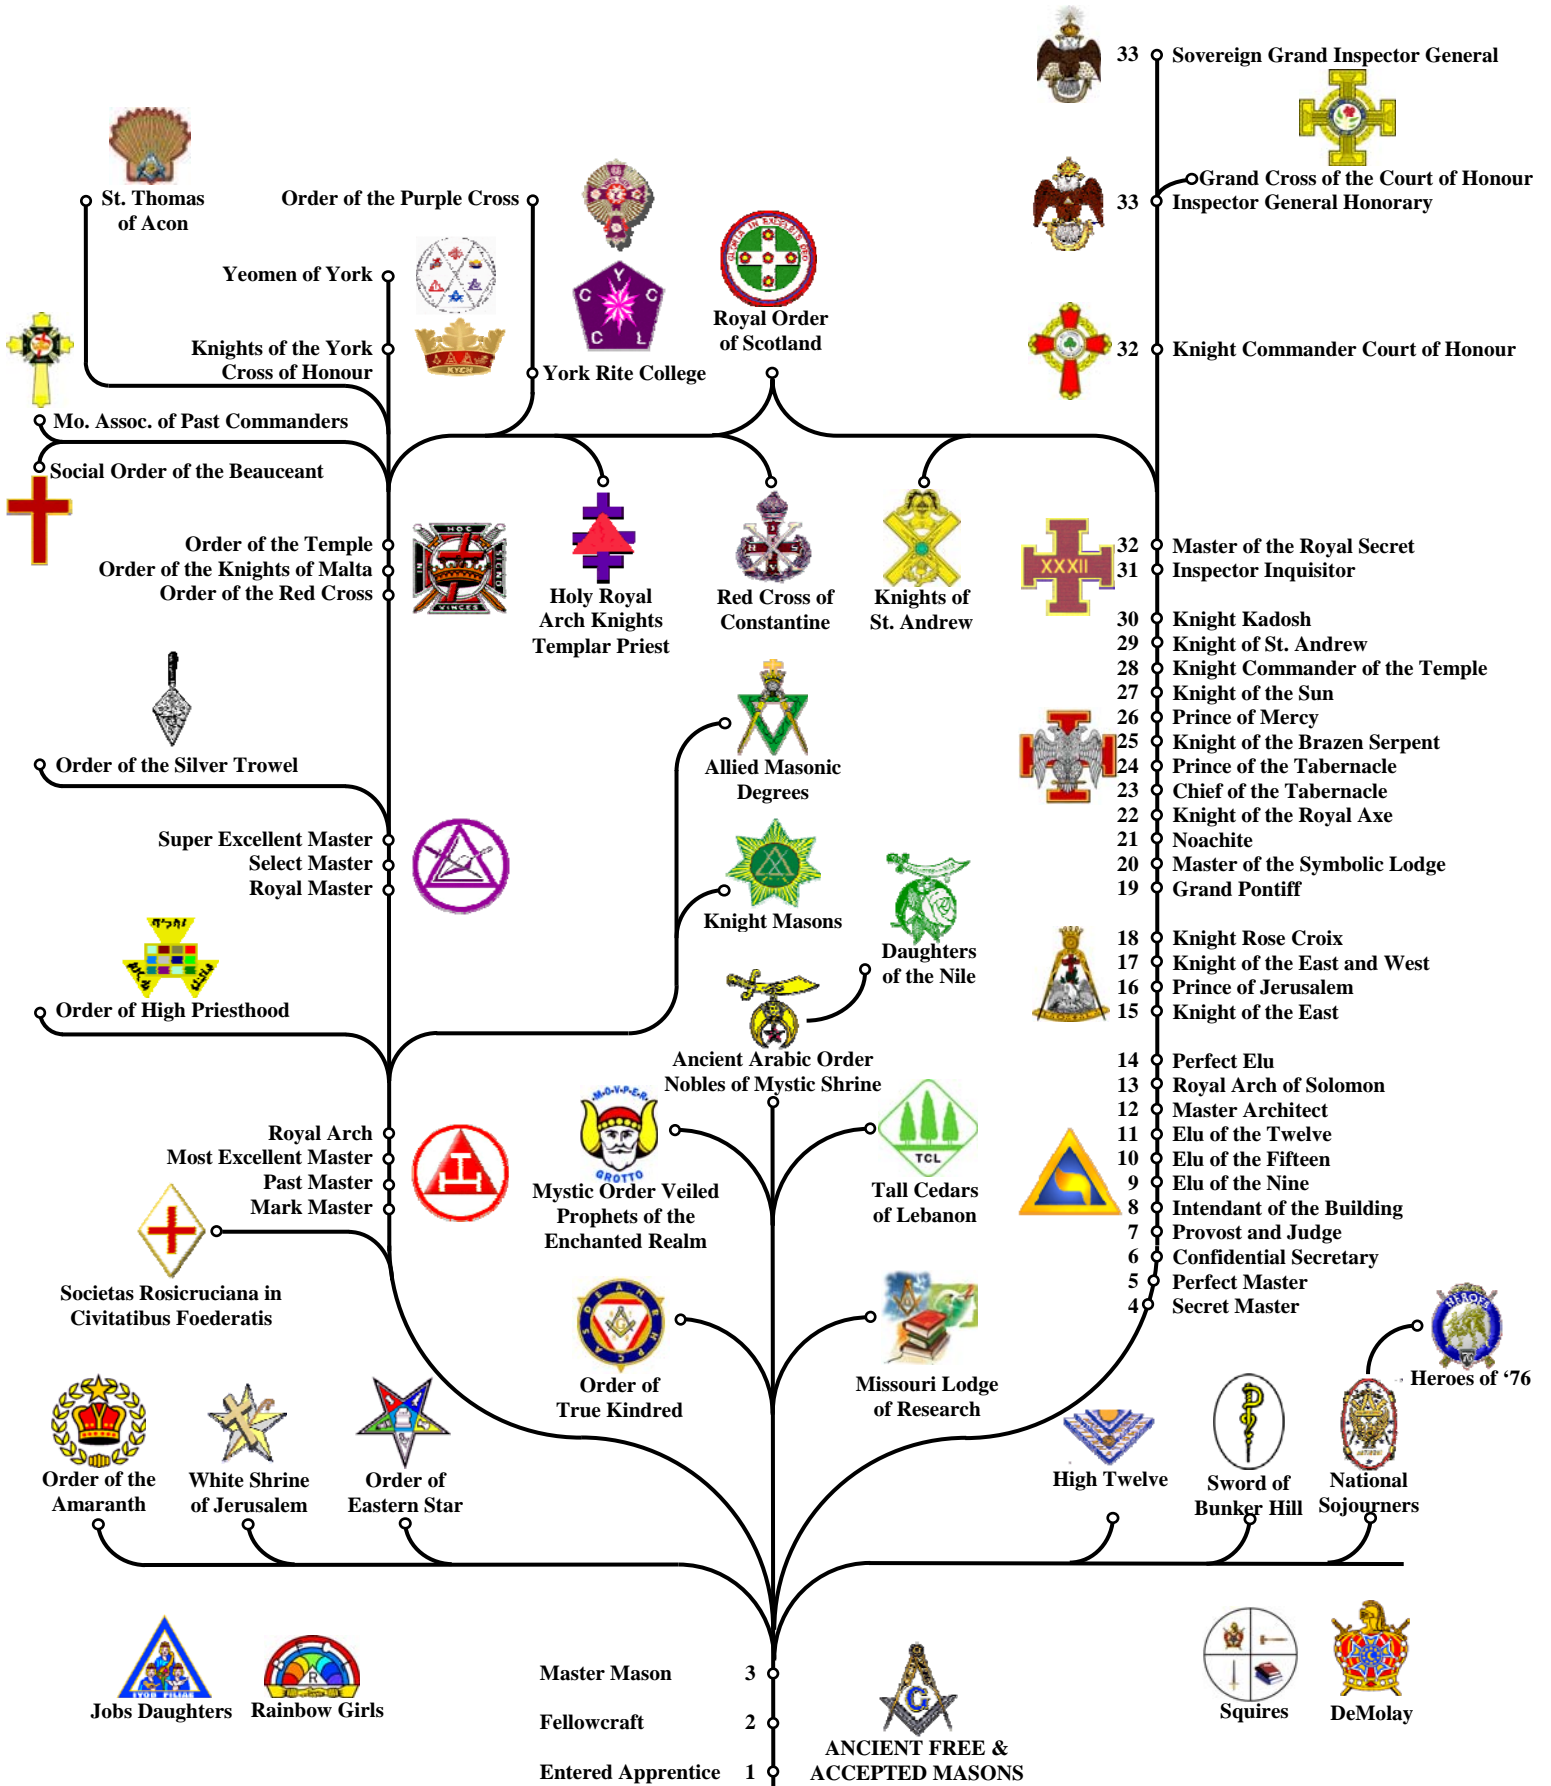 33 Sovereign Grand Inspector General
Grand Cross of the Court of Honour
33 Inspector General Honorary
32 Knight Commander Court of Honour
St. Thomas
of Acon
Order of the Purple Cross
Yeomen of York
Knights of the York
Cross of Honour
KYCH
Y
C C
C L
York Rite College
GLORIA IN EXCELSIS DEO
Royal Order
of Scotland
Mo. Assoc. of Past Commanders
Social Order of the Beauceant
Order of the Temple
Order of the Knights of Malta
Order of the Red Cross
IN HOC SIGNO VINCES
Holy Royal
Arch Knights
Templar Priest
Red Cross of
Constantine
Knights of
St. Andrew
XXXII
32 Master of the Royal Secret
31 Inspector Inquisitor
30 Knight Kadosh
29 Knight of St. Andrew
28 Knight Commander of the Temple
27 Knight of the Sun
26 Prince of Mercy
25 Knight of the Brazen Serpent
24 Prince of the Tabernacle
23 Chief of the Tabernacle
22 Knight of the Royal Axe
21 Noachite
20 Master of the Symbolic Lodge
19 Grand Pontiff
18 Knight Rose Croix
17 Knight of the East and West
16 Prince of Jerusalem
15 Knight of the East
14 Perfect Elu
13 Royal Arch of Solomon
12 Master Architect
11 Elu of the Twelve
10 Elu of the Fifteen
9 Elu of the Nine
8 Intendant of the Building
7 Provost and Judge
6 Confidential Secretary
5 Perfect Master
4 Secret Master
Order of the Silver Trowel
Super Excellent Master
Select Master
Royal Master
Order of High Priesthood
Allied Masonic
Degrees
Knight Masons
Daughters
of the Nile
Ancient Arabic Order
Nobles of Mystic Shrine
Royal Arch
Most Excellent Master
Past Master
Mark Master
M·O·V·P·E·R·
GROTTO
Mystic Order Veiled
Prophets of the
Enchanted Realm
TCL
Tall Cedars
of Lebanon
Societas Rosicruciana in
Civitatibus Foederatis
G
Order of
True Kindred
Missouri Lodge
of Research
HEROES
76
Heroes of ‘76
Order of the
Amaranth
White Shrine
of Jerusalem
Order of
Eastern Star
High Twelve
Sword of
Bunker Hill
National
Sojourners
IYOB FILIAE
Jobs Daughters
R
Rainbow Girls
Squires
DeMolay
Master Mason 3
Fellowcraft 2
Entered Apprentice 1
G
ANCIENT FREE &
ACCEPTED MASONS